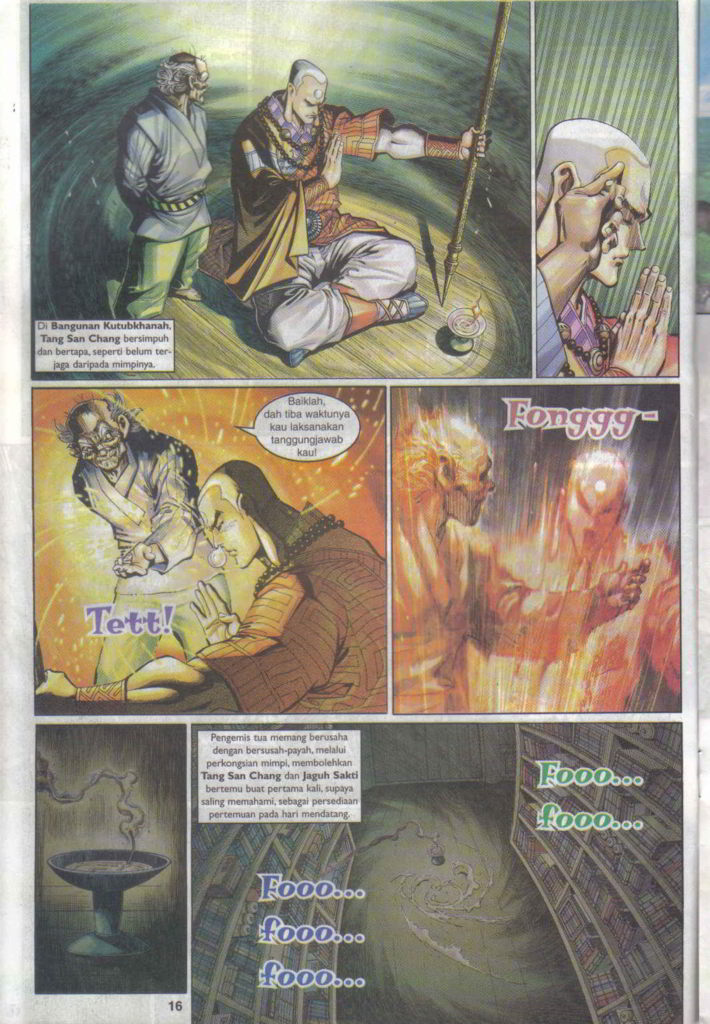 Di Bangunan Kutubkhanah,
Tang San Chang bersimpuh
dan bertapa, seperti belum ter-
jaga daripada mimpinya.
Baiklah,
dah tiba waktunya
kau laksanakan
tanggungjawab
kau!
Tett!
Fonggg-
Pengemis tua memang berusaha
dengan bersusah-payah, melalui
perkongsian mimpi, membolehkan
Tang San Chang dan Jaguh Sakti
bertemu buat pertama kali, supaya
saling memahami, sebagai persediaan
pertemuan pada hari mendatang.
Fooo...
fooo...
Fooo...
fooo...
fooo...
16